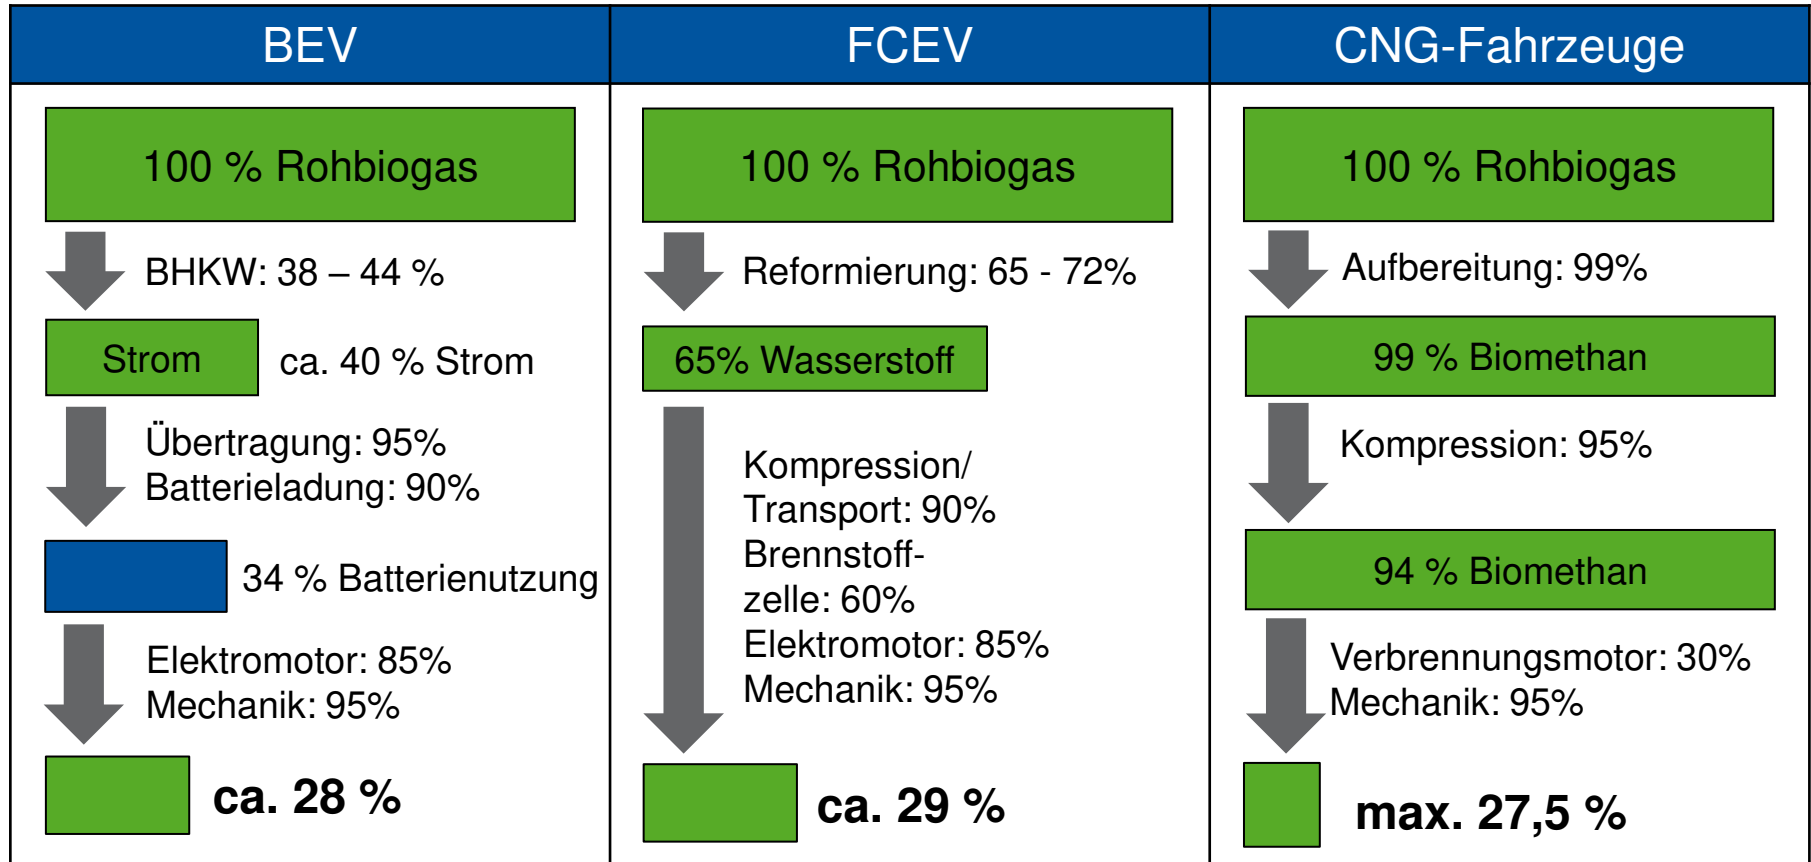 BEV
100 % Rohbiogas
BHKW: 38 – 44 %
Strom
ca. 40 % Strom
Übertragung: 95%
Batterieladung: 90%
34 % Batterienutzung
Elektromotor: 85%
Mechanik: 95%
ca. 28 %
FCEV
100 % Rohbiogas
Reformierung: 65 - 72%
65% Wasserstoff
Kompression/
Transport: 90%
Brennstoff-
zelle: 60%
Elektromotor: 85%
Mechanik: 95%
ca. 29 %
CNG-Fahrzeuge
100 % Rohbiogas
Aufbereitung: 99%
99 % Biomethan
Kompression: 95%
94 % Biomethan
Verbrennungsmotor: 30%
Mechanik: 95%
max. 27,5 %